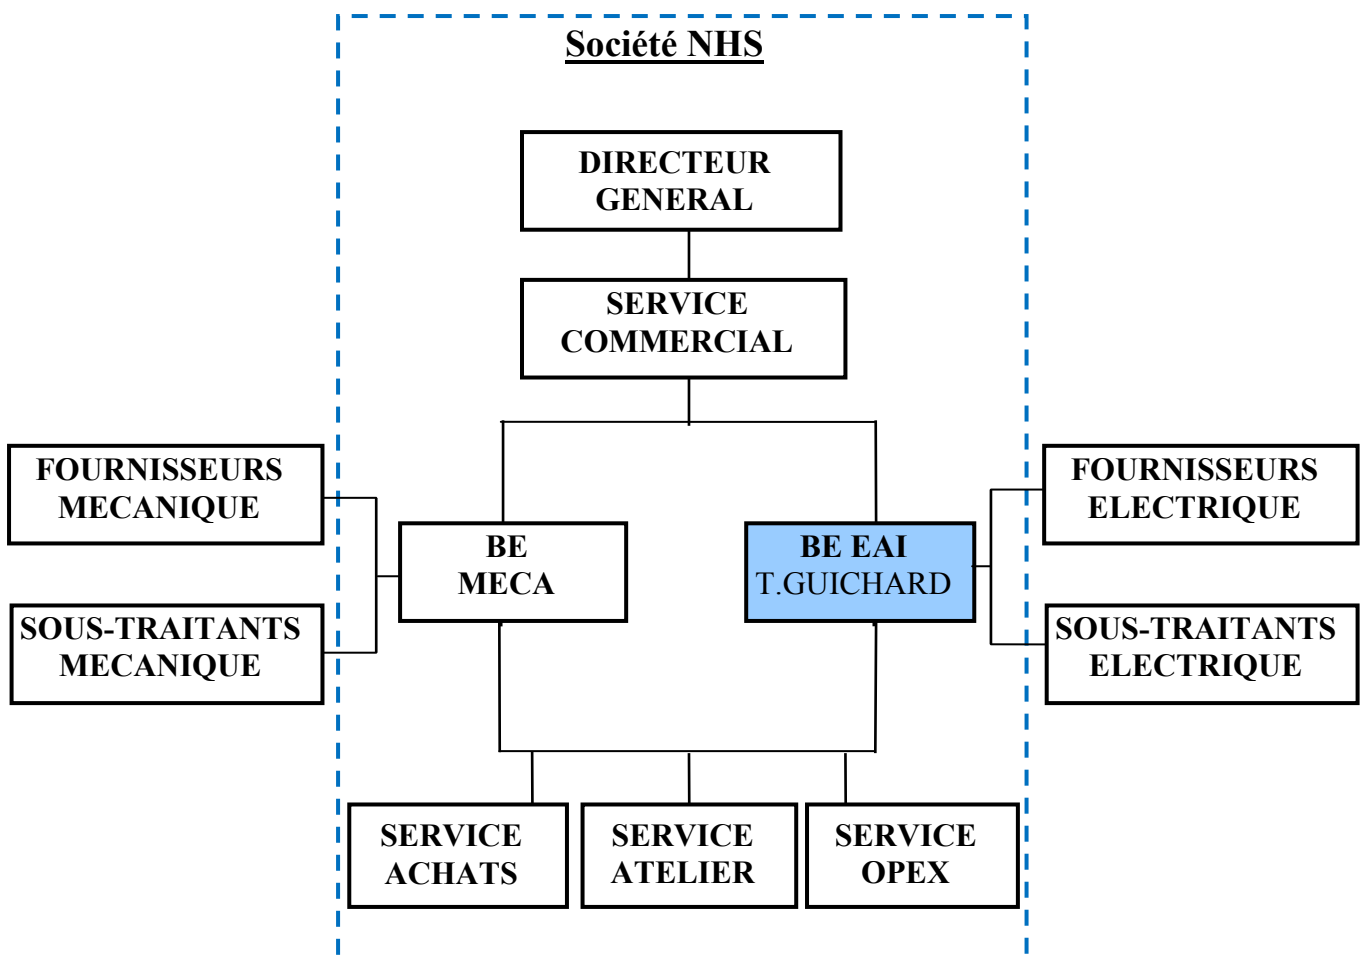 Société NHS
DIRECTEUR
GENERAL
SERVICE
COMMERCIAL
FOURNISSEURS
MECANIQUE
FOURNISSEURS
ELECTRIQUE
BE
MECA
BE EAI
T.GUICHARD
SOUS-TRAITANTS
MECANIQUE
SOUS-TRAITANTS
ELECTRIQUE
SERVICE
ACHATS
SERVICE
ATELIER
SERVICE
OPEX